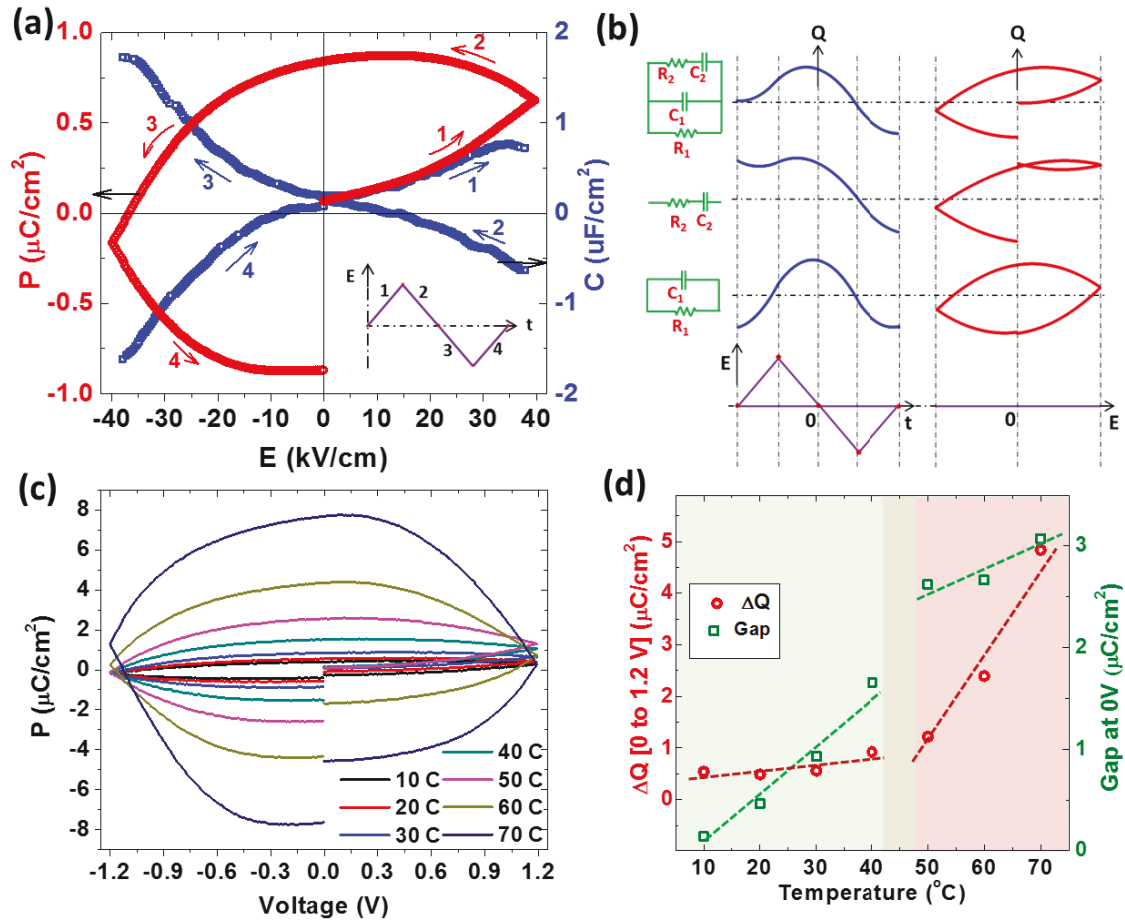 (a)
1.0
0.5
0.0
-0.5
-1.0
P (μC/cm²)
2
1
0
-1
-2
C (uF/cm²)
2
3
3
1
1
2
4
4
E
1
2
t
3
4
-40 -30 -20 -10 0 10 20 30 40
E (kV/cm)
(b)
Q
Q
R₂
C₂
C₁
R₁
R₂
C₂
C₁
R₁
E
0
t
0
E
(c)
8
6
4
2
0
-2
-4
-6
-8
P (μC/cm²)
40 C
10 C
50 C
20 C
60 C
30 C
70 C
-1.2 -0.9 -0.6 -0.3 0.0 0.3 0.6 0.9 1.2
Voltage (V)
(d)
5
4
3
2
1
0
ΔQ [0 to 1.2 V] (μC/cm²)
ΔQ
Gap
3
2
1
0
Gap at 0V (μC/cm²)
10 20 30 40 50 60 70
Temperature (°C)